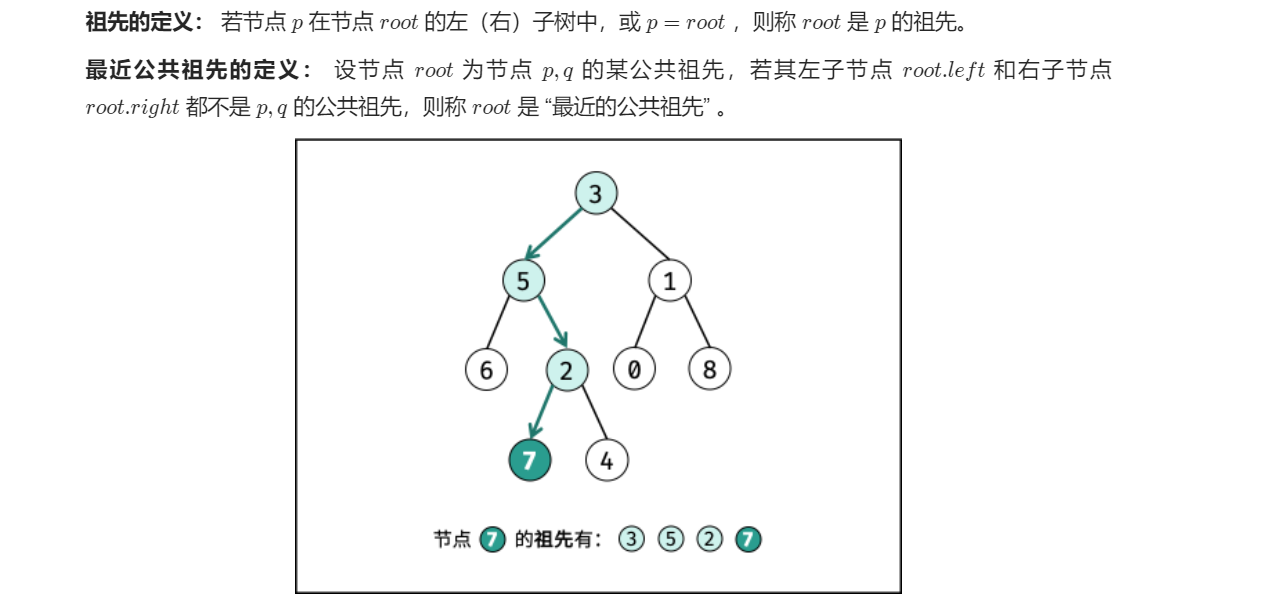 祖先的定义： 若节点 p 在节点 root 的左（右）子树中，或 p = root ，则称 root 是 p 的祖先。
最近公共祖先的定义： 设节点 root 为节点 p, q 的某公共祖先，若其左子节点 root.left 和右子节点
root.right 都不是 p, q 的公共祖先，则称 root 是 “最近的公共祖先” 。
3
5 1
6 2 0 8
7 4
节点 7 的祖先有： 3 5 2 7